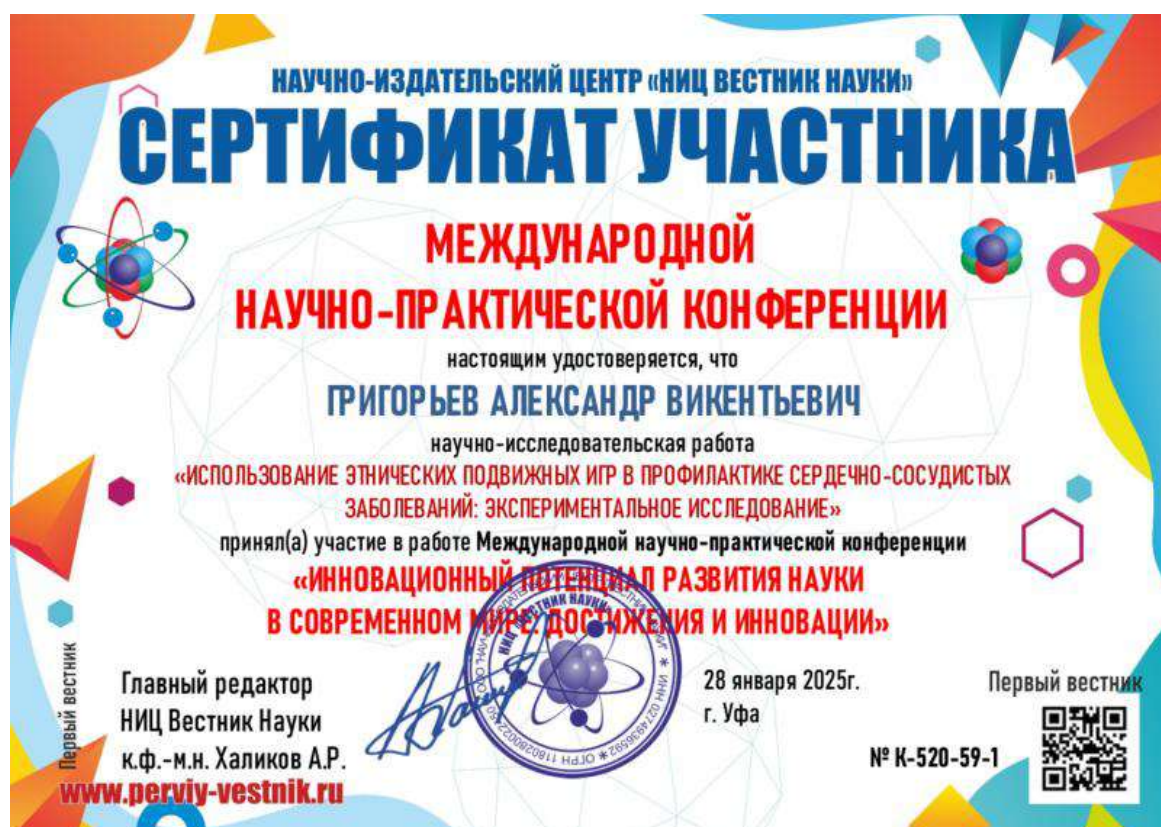 НАУЧНО-ИЗДАТЕЛЬСКИЙ ЦЕНТР «НИЦ ВЕСТНИК НАУКИ»
СЕРТИФИКАТ УЧАСТНИКА
МЕЖДУНАРОДНОЙ
НАУЧНО-ПРАКТИЧЕСКОЙ КОНФЕРЕНЦИИ
настоящим удостоверяется, что
ГРИГОРЬЕВ АЛЕКСАНДР ВИКЕНТЬЕВИЧ
научно-исследовательская работа
«ИСПОЛЬЗОВАНИЕ ЭТНИЧЕСКИХ ПОДВИЖНЫХ ИГР В ПРОФИЛАКТИКЕ СЕРДЕЧНО-СОСУДИСТЫХ
ЗАБОЛЕВАНИЙ: ЭКСПЕРИМЕНТАЛЬНОЕ ИССЛЕДОВАНИЕ»
принял(а) участие в работе Международной научно-практической конференции
«ИННОВАЦИОННЫЙ ПОТЕНЦИАЛ РАЗВИТИЯ НАУКИ
В СОВРЕМЕННОМ МИРЕ: ДОСТИЖЕНИЯ И ИННОВАЦИИ»
Первый вестник
Главный редактор
НИЦ Вестник Науки
к.ф.-м.н. Халиков А.Р.
www.perviy-vestnik.ru
НИЦ ВЕСТНИК НАУКИ
28 января 2025г.
г. Уфа
Первый вестник
№ К-520-59-1